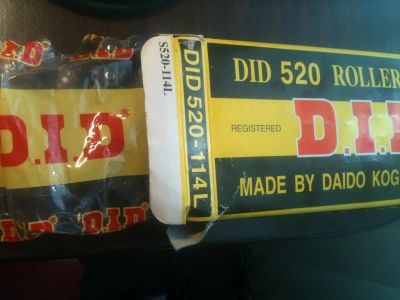 D.I.D®
D.I.D®
S520-114L
DID 520-114L
DID 520 ROLLER
REGISTERED
D.I.D
MADE BY DAIDO KOG